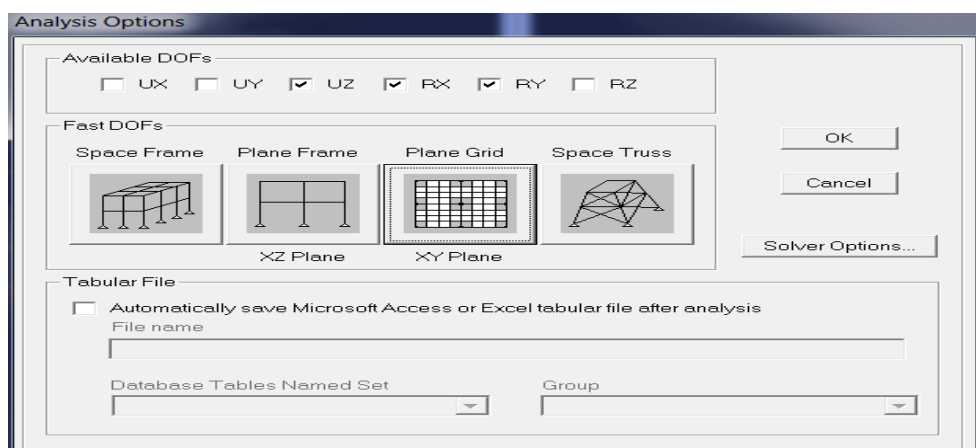 Analysis Options
Available DOFs
UX UY UZ RX RY RZ
Fast DOFs
Space Frame Plane Frame Plane Grid Space Truss
XZ Plane XY Plane
OK
Cancel
Solver Options...
Tabular File
Automatically save Microsoft Access or Excel tabular file after analysis
File name
Database Tables Named Set Group